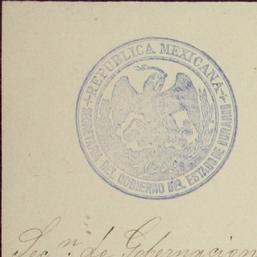 REPUBLICA MEXICANA
SECRETARIA DEL GOBIERNO DEL ESTADO DE DURANGO
Sec.n de Gobernacion